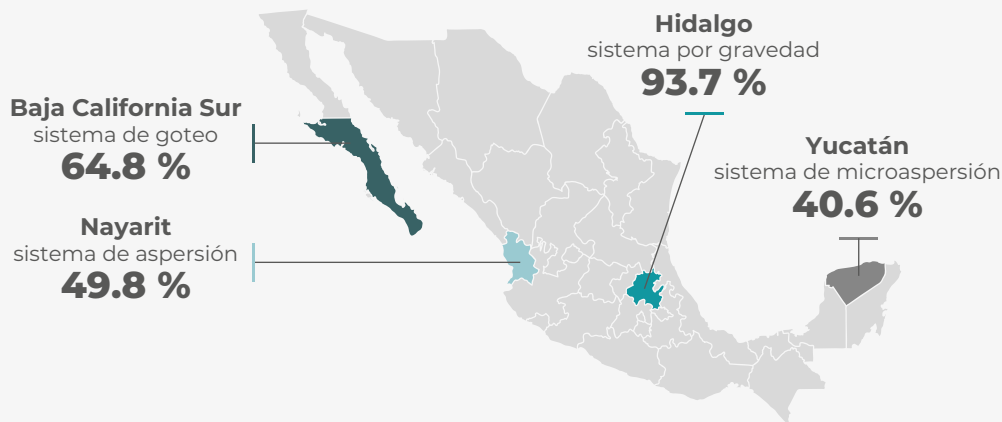 Hidalgo
sistema por gravedad
93.7 %
Baja California Sur
sistema de goteo
64.8 %
Yucatán
sistema de microaspersión
40.6 %
Nayarit
sistema de aspersión
49.8 %